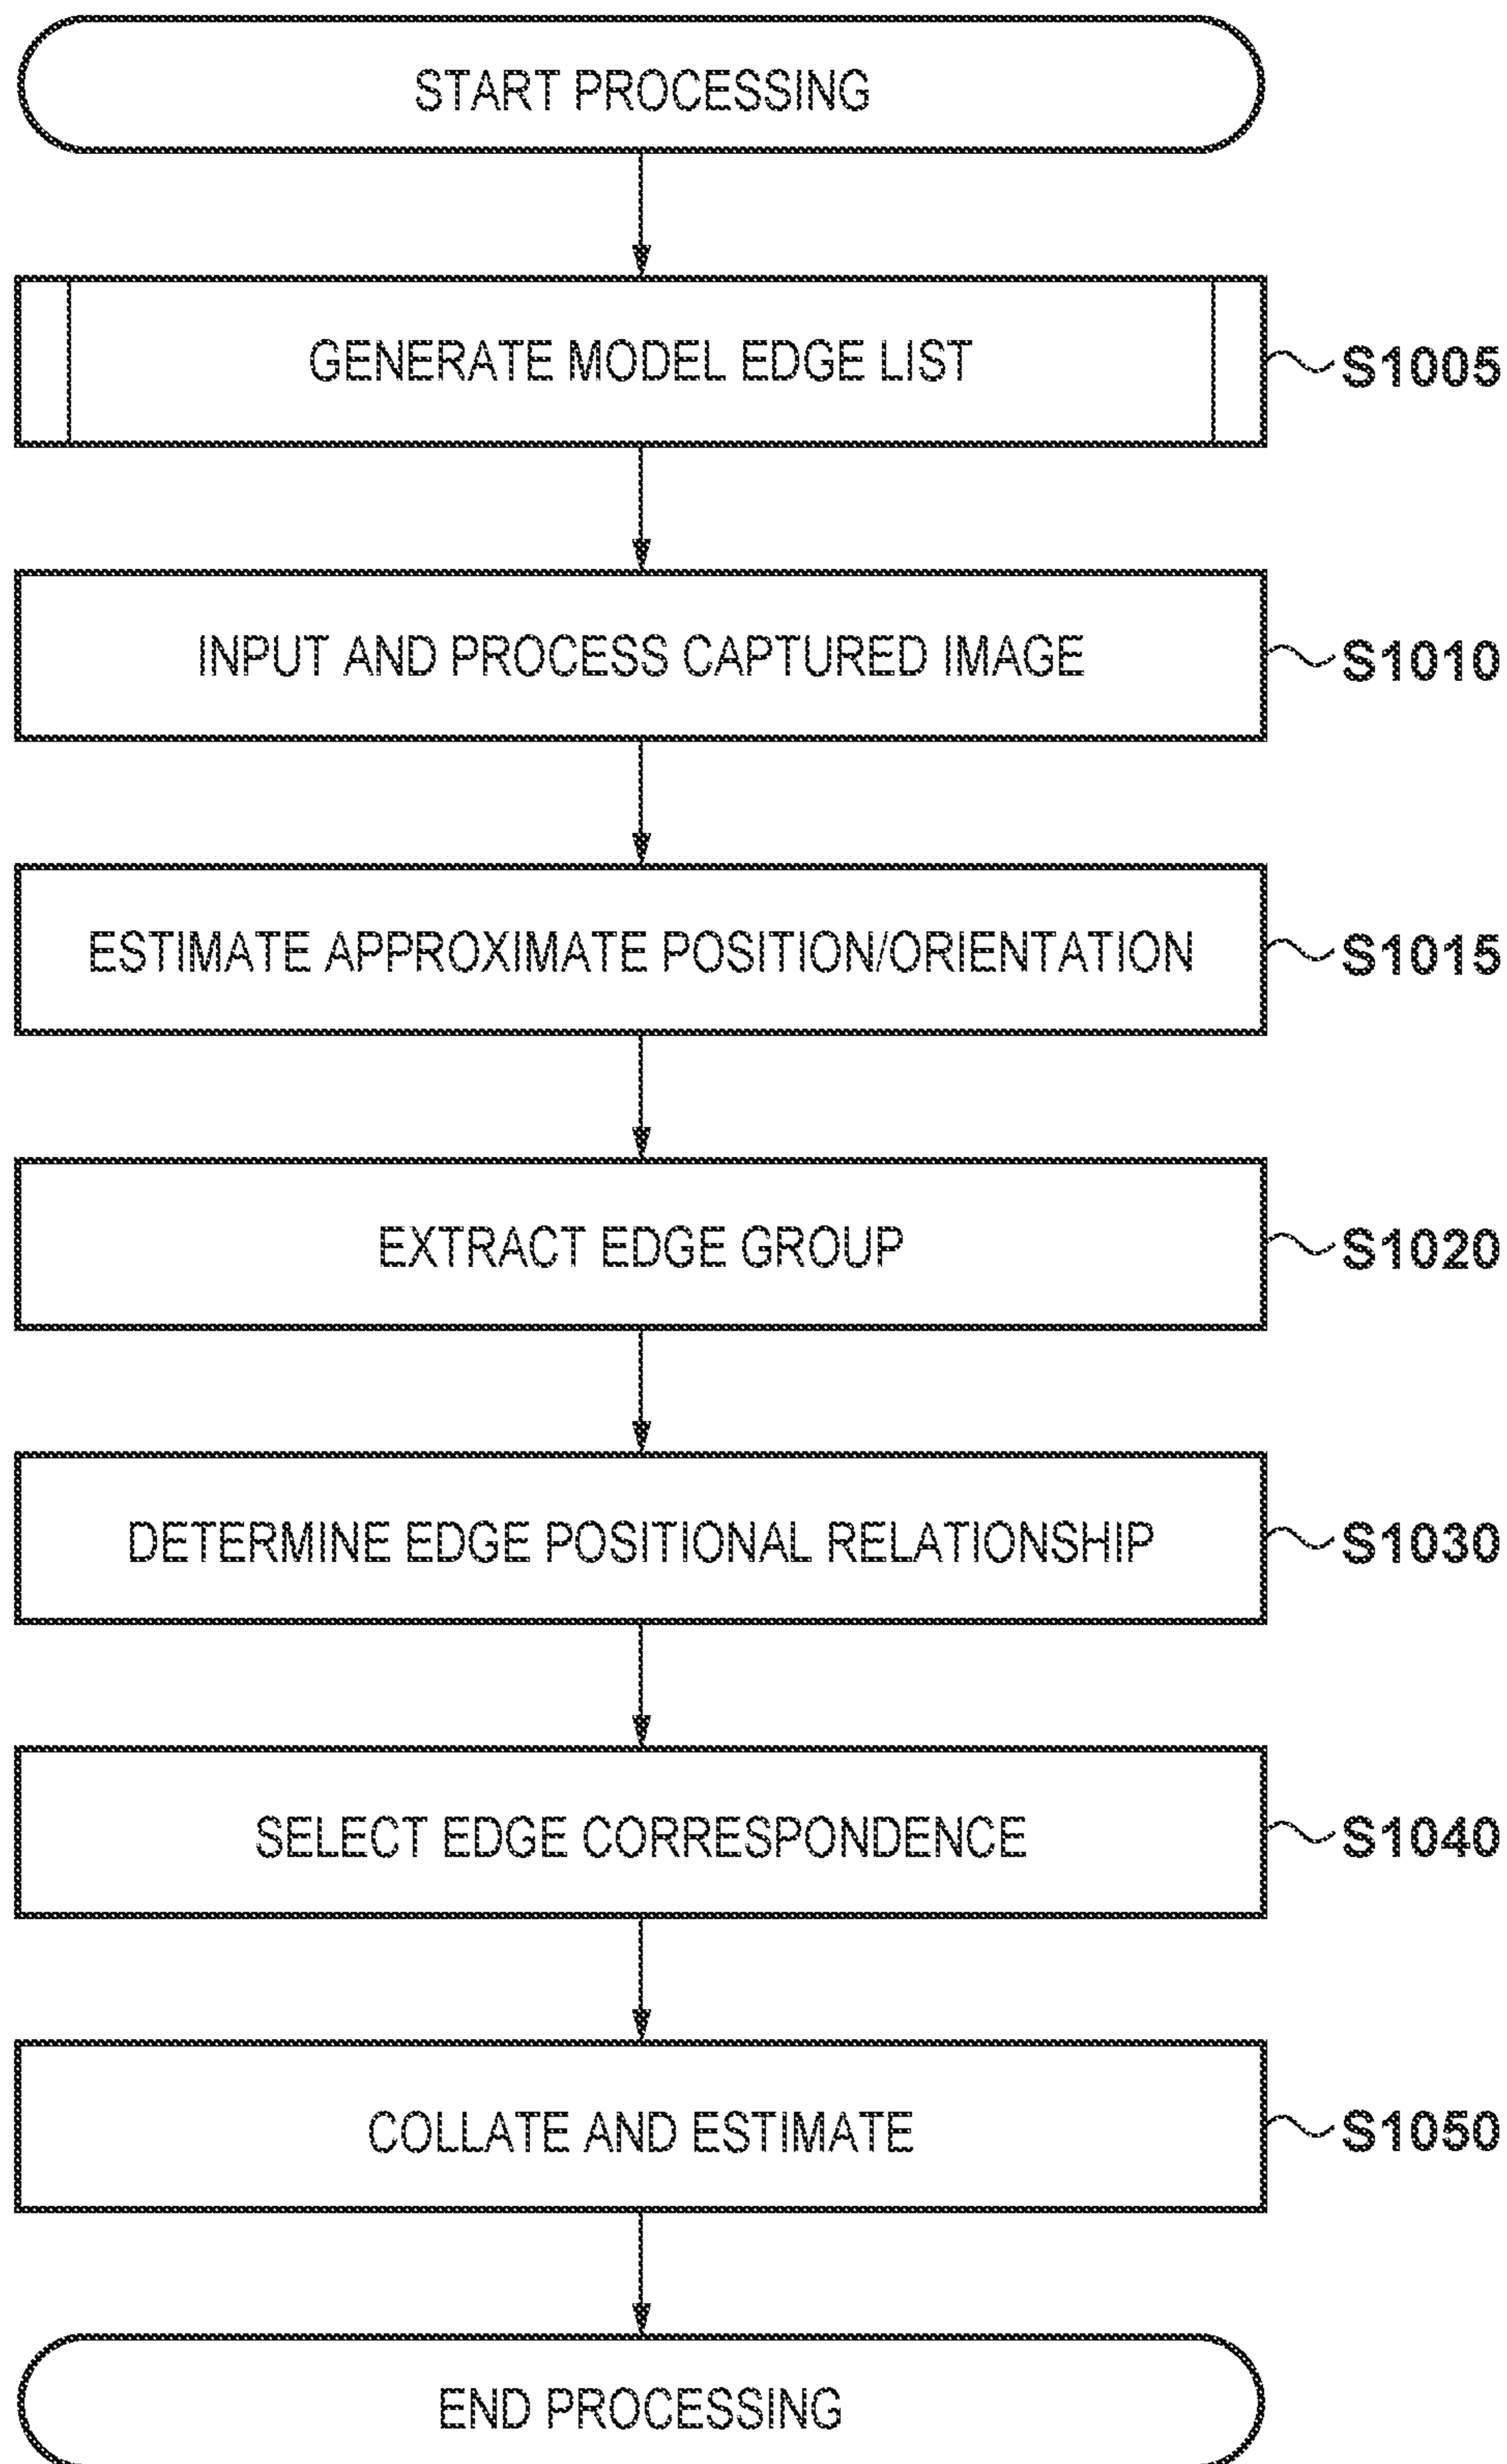 START PROCESSING
GENERATE MODEL EDGE LIST
S1005
INPUT AND PROCESS CAPTURED IMAGE
S1010
ESTIMATE APPROXIMATE POSITION/ORIENTATION
S1015
EXTRACT EDGE GROUP
S1020
DETERMINE EDGE POSITIONAL RELATIONSHIP
S1030
SELECT EDGE CORRESPONDENCE
S1040
COLLATE AND ESTIMATE
S1050
END PROCESSING